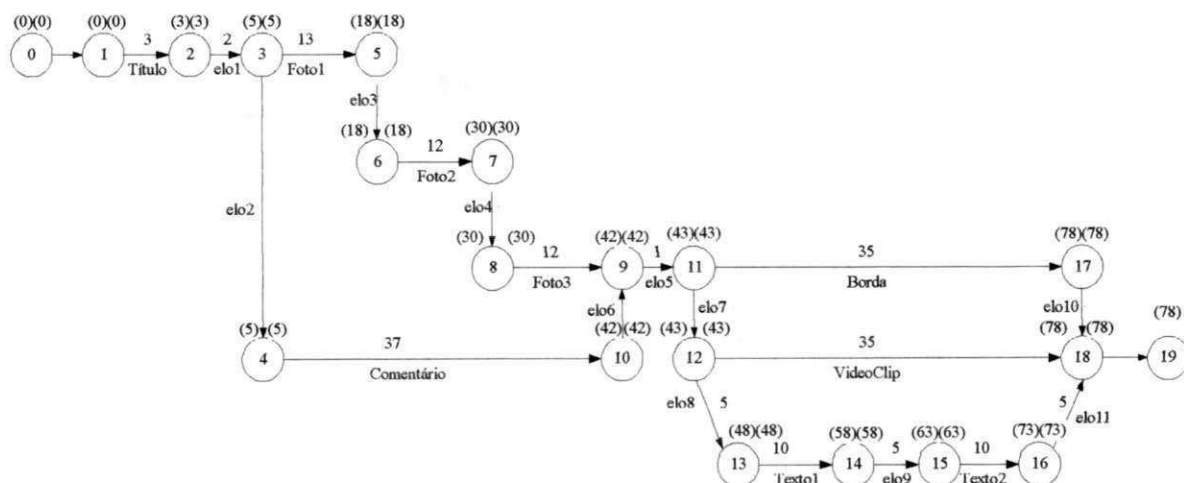 (0)(0) (0)(0) (3)(3) (5)(5) (18)(18)
0 1 3 2 2 3 13 5
Título elo1 Foto1
elo3
(18) (18) (30)(30)
6 12 7
Foto2
elo2 elo4
(30) (30) (42)(42) (43)(43) (78)(78)
8 12 9 1 11 35 17
Foto3 elo5 Borda
elo6 elo7 elo10 (78)
(5) (5) (42)(42) (43) (43) (78) (78)
4 37 10 12 35 18 19
Comentário VideoClip
elo8 5 5 elo11
(48)(48) (58)(58) (63)(63) (73)(73)
13 10 14 5 15 10 16
Texto1 elo9 Texto2